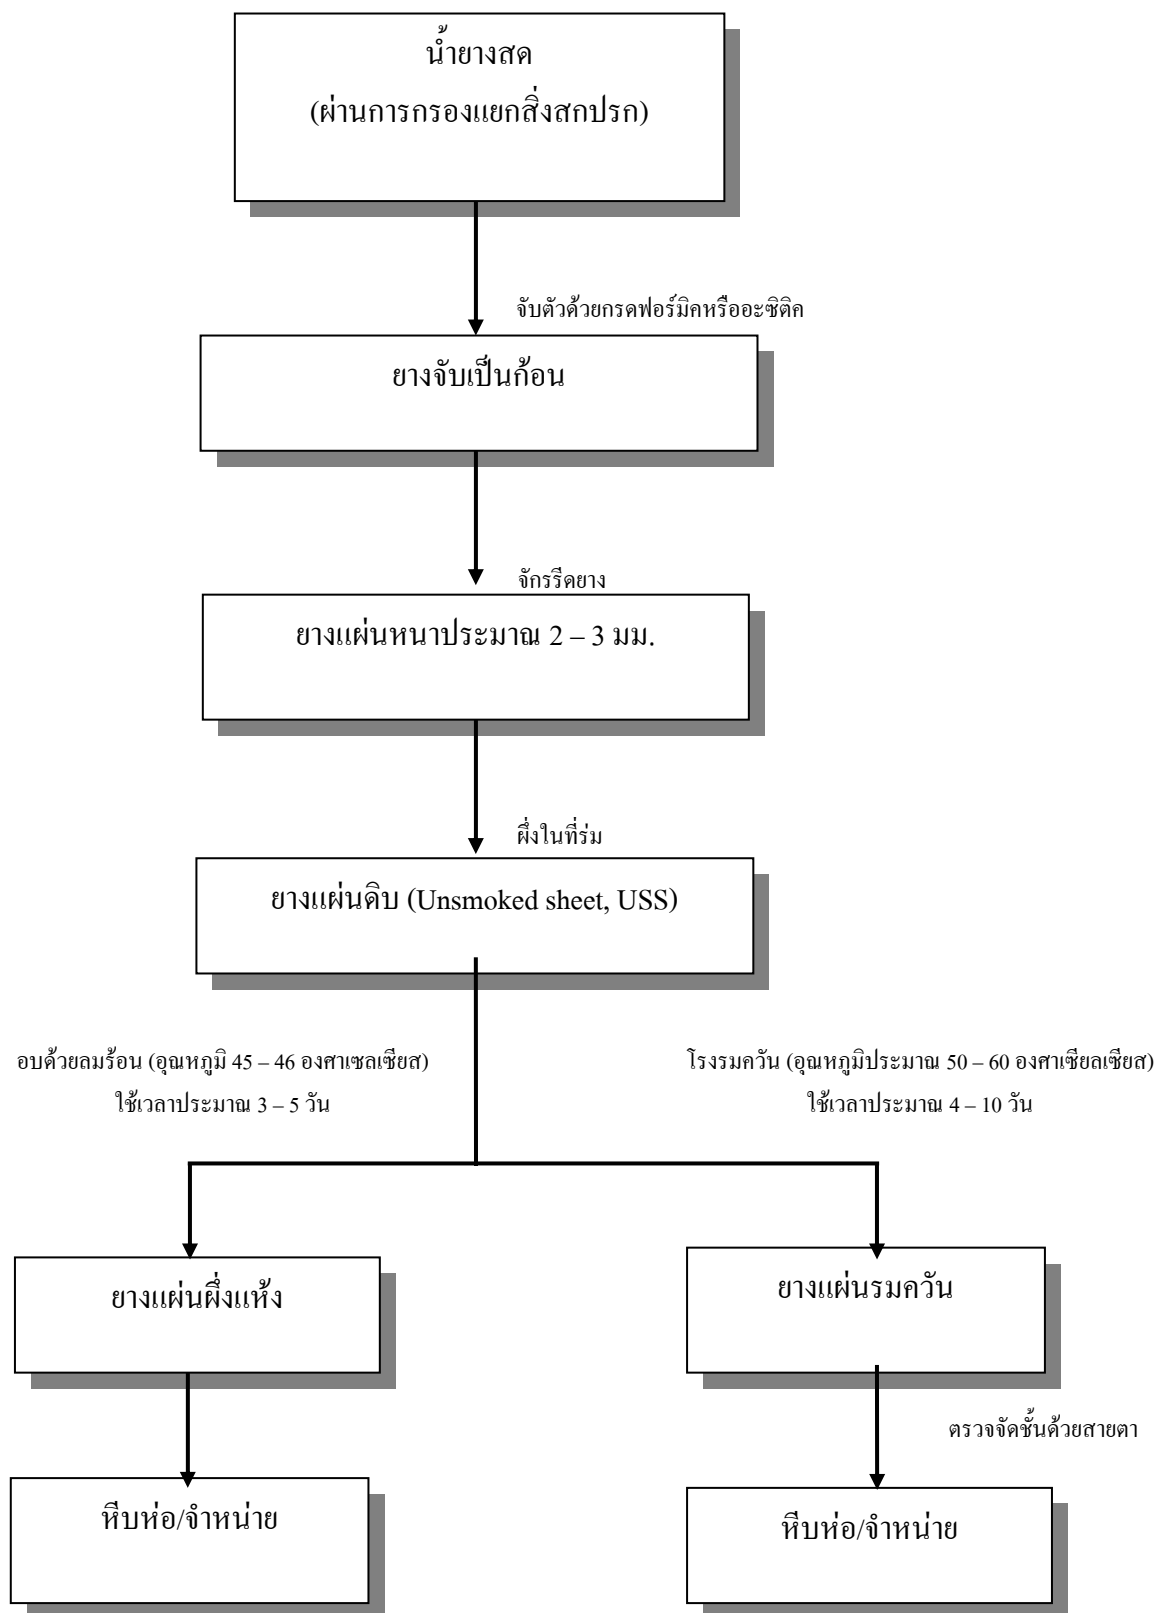 น้ำยางสด
(ผ่านการกรองแยกสิ่งสกปรก)
จับตัวด้วยกรดฟอร์มิคหรืออะซิติค
ยางจับเป็นก้อน
จักรรีดยาง
ยางแผ่นหนาประมาณ 2 – 3 มม.
ผึ่งในที่ร่ม
ยางแผ่นดิบ (Unsmoked sheet, USS)
อบด้วยลมร้อน (อุณหภูมิ 45 – 46 องศาเซลเซียส)
ใช้เวลาประมาณ 3 – 5 วัน
โรงรมควัน (อุณหภูมิประมาณ 50 – 60 องศาเซียลเซียส)
ใช้เวลาประมาณ 4 – 10 วัน
ยางแผ่นผึ่งแห้ง
ยางแผ่นรมควัน
ตรวจจัดชั้นด้วยสายตา
หีบห่อ/จำหน่าย
หีบห่อ/จำหน่าย